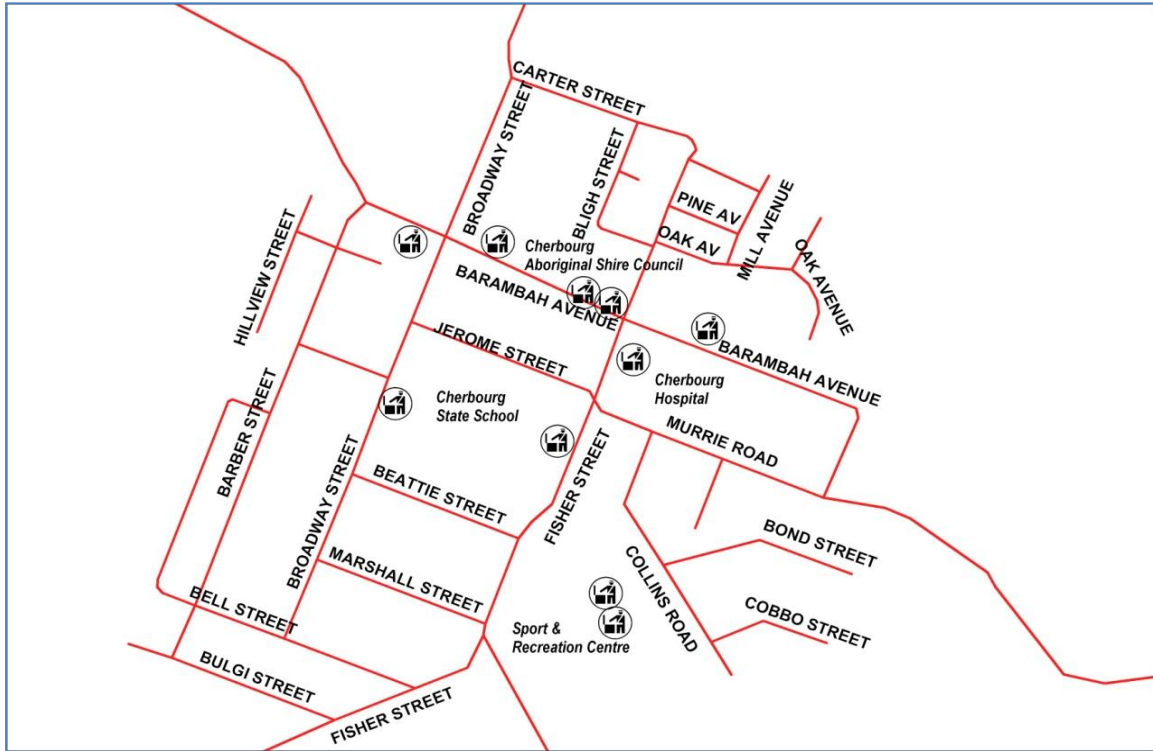 CARTER STREET
BROADWAY STREET
BLIGH STREET
PINE AV
MILL AVENUE
OAK AV
OAK AVENUE
HILLVIEW STREET
Cherbourg
Aboriginal Shire Council
BARAMBAH AVENUE
JEROME STREET
BARAMBAH AVENUE
Cherbourg
Hospital
Cherbourg
State School
MURRIE ROAD
BARBER STREET
BEATTIE STREET
FISHER STREET
BROADWAY STREET
BOND STREET
MARSHALL STREET
COLLINS ROAD
BELL STREET
COBBO STREET
Sport &
Recreation Centre
BULGI STREET
FISHER STREET